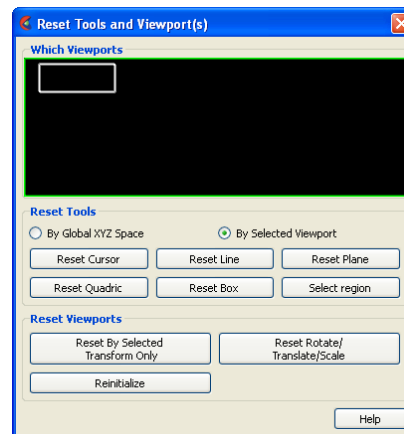 Reset Tools and Viewport(s)
Which Viewports
Reset Tools
By Global XYZ Space
By Selected Viewport
Reset Cursor
Reset Line
Reset Plane
Reset Quadric
Reset Box
Select region
Reset Viewports
Reset By Selected
Transform Only
Reset Rotate/
Translate/Scale
Reinitialize
Help